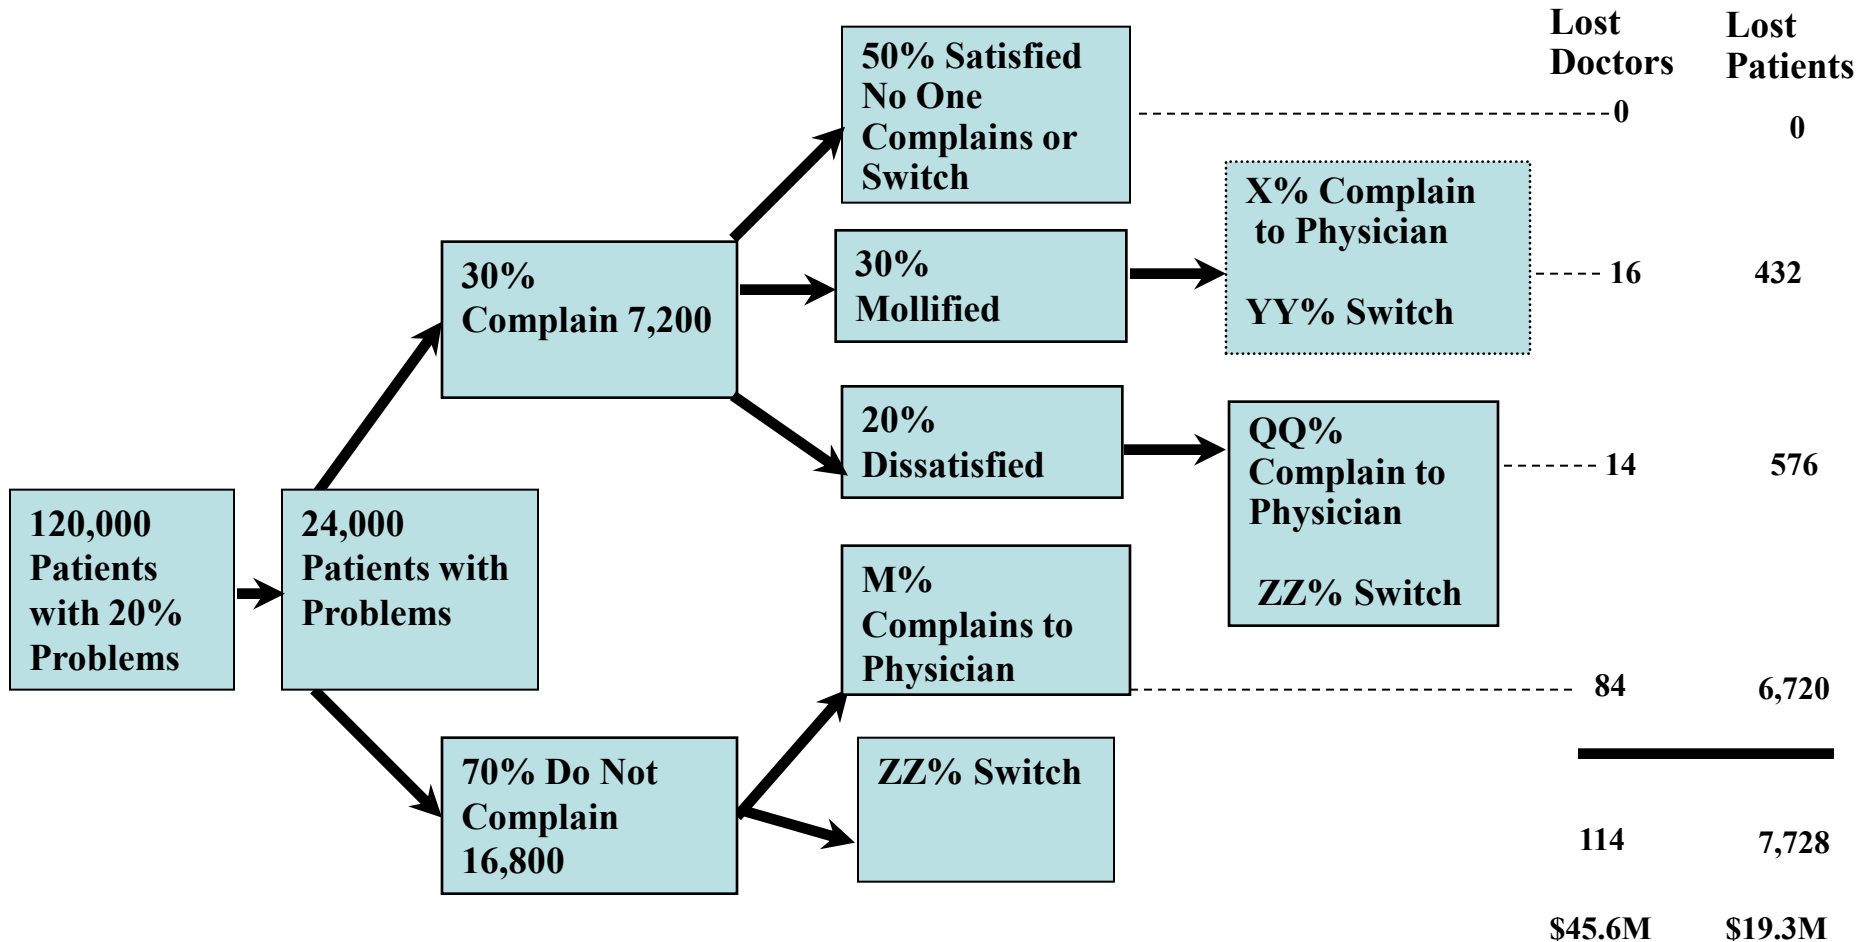 Lost
Doctors
Lost
Patients
50% Satisfied
No One
Complains or
Switch
0
0
X% Complain
to Physician
YY% Switch
16
432
30%
Complain 7,200
30%
Mollified
20%
Dissatisfied
QQ%
Complain to
Physician
ZZ% Switch
14
576
120,000
Patients
with 20%
Problems
24,000
Patients with
Problems
M%
Complains to
Physician
84
6,720
70% Do Not
Complain
16,800
ZZ% Switch
114
7,728
$45.6M
$19.3M